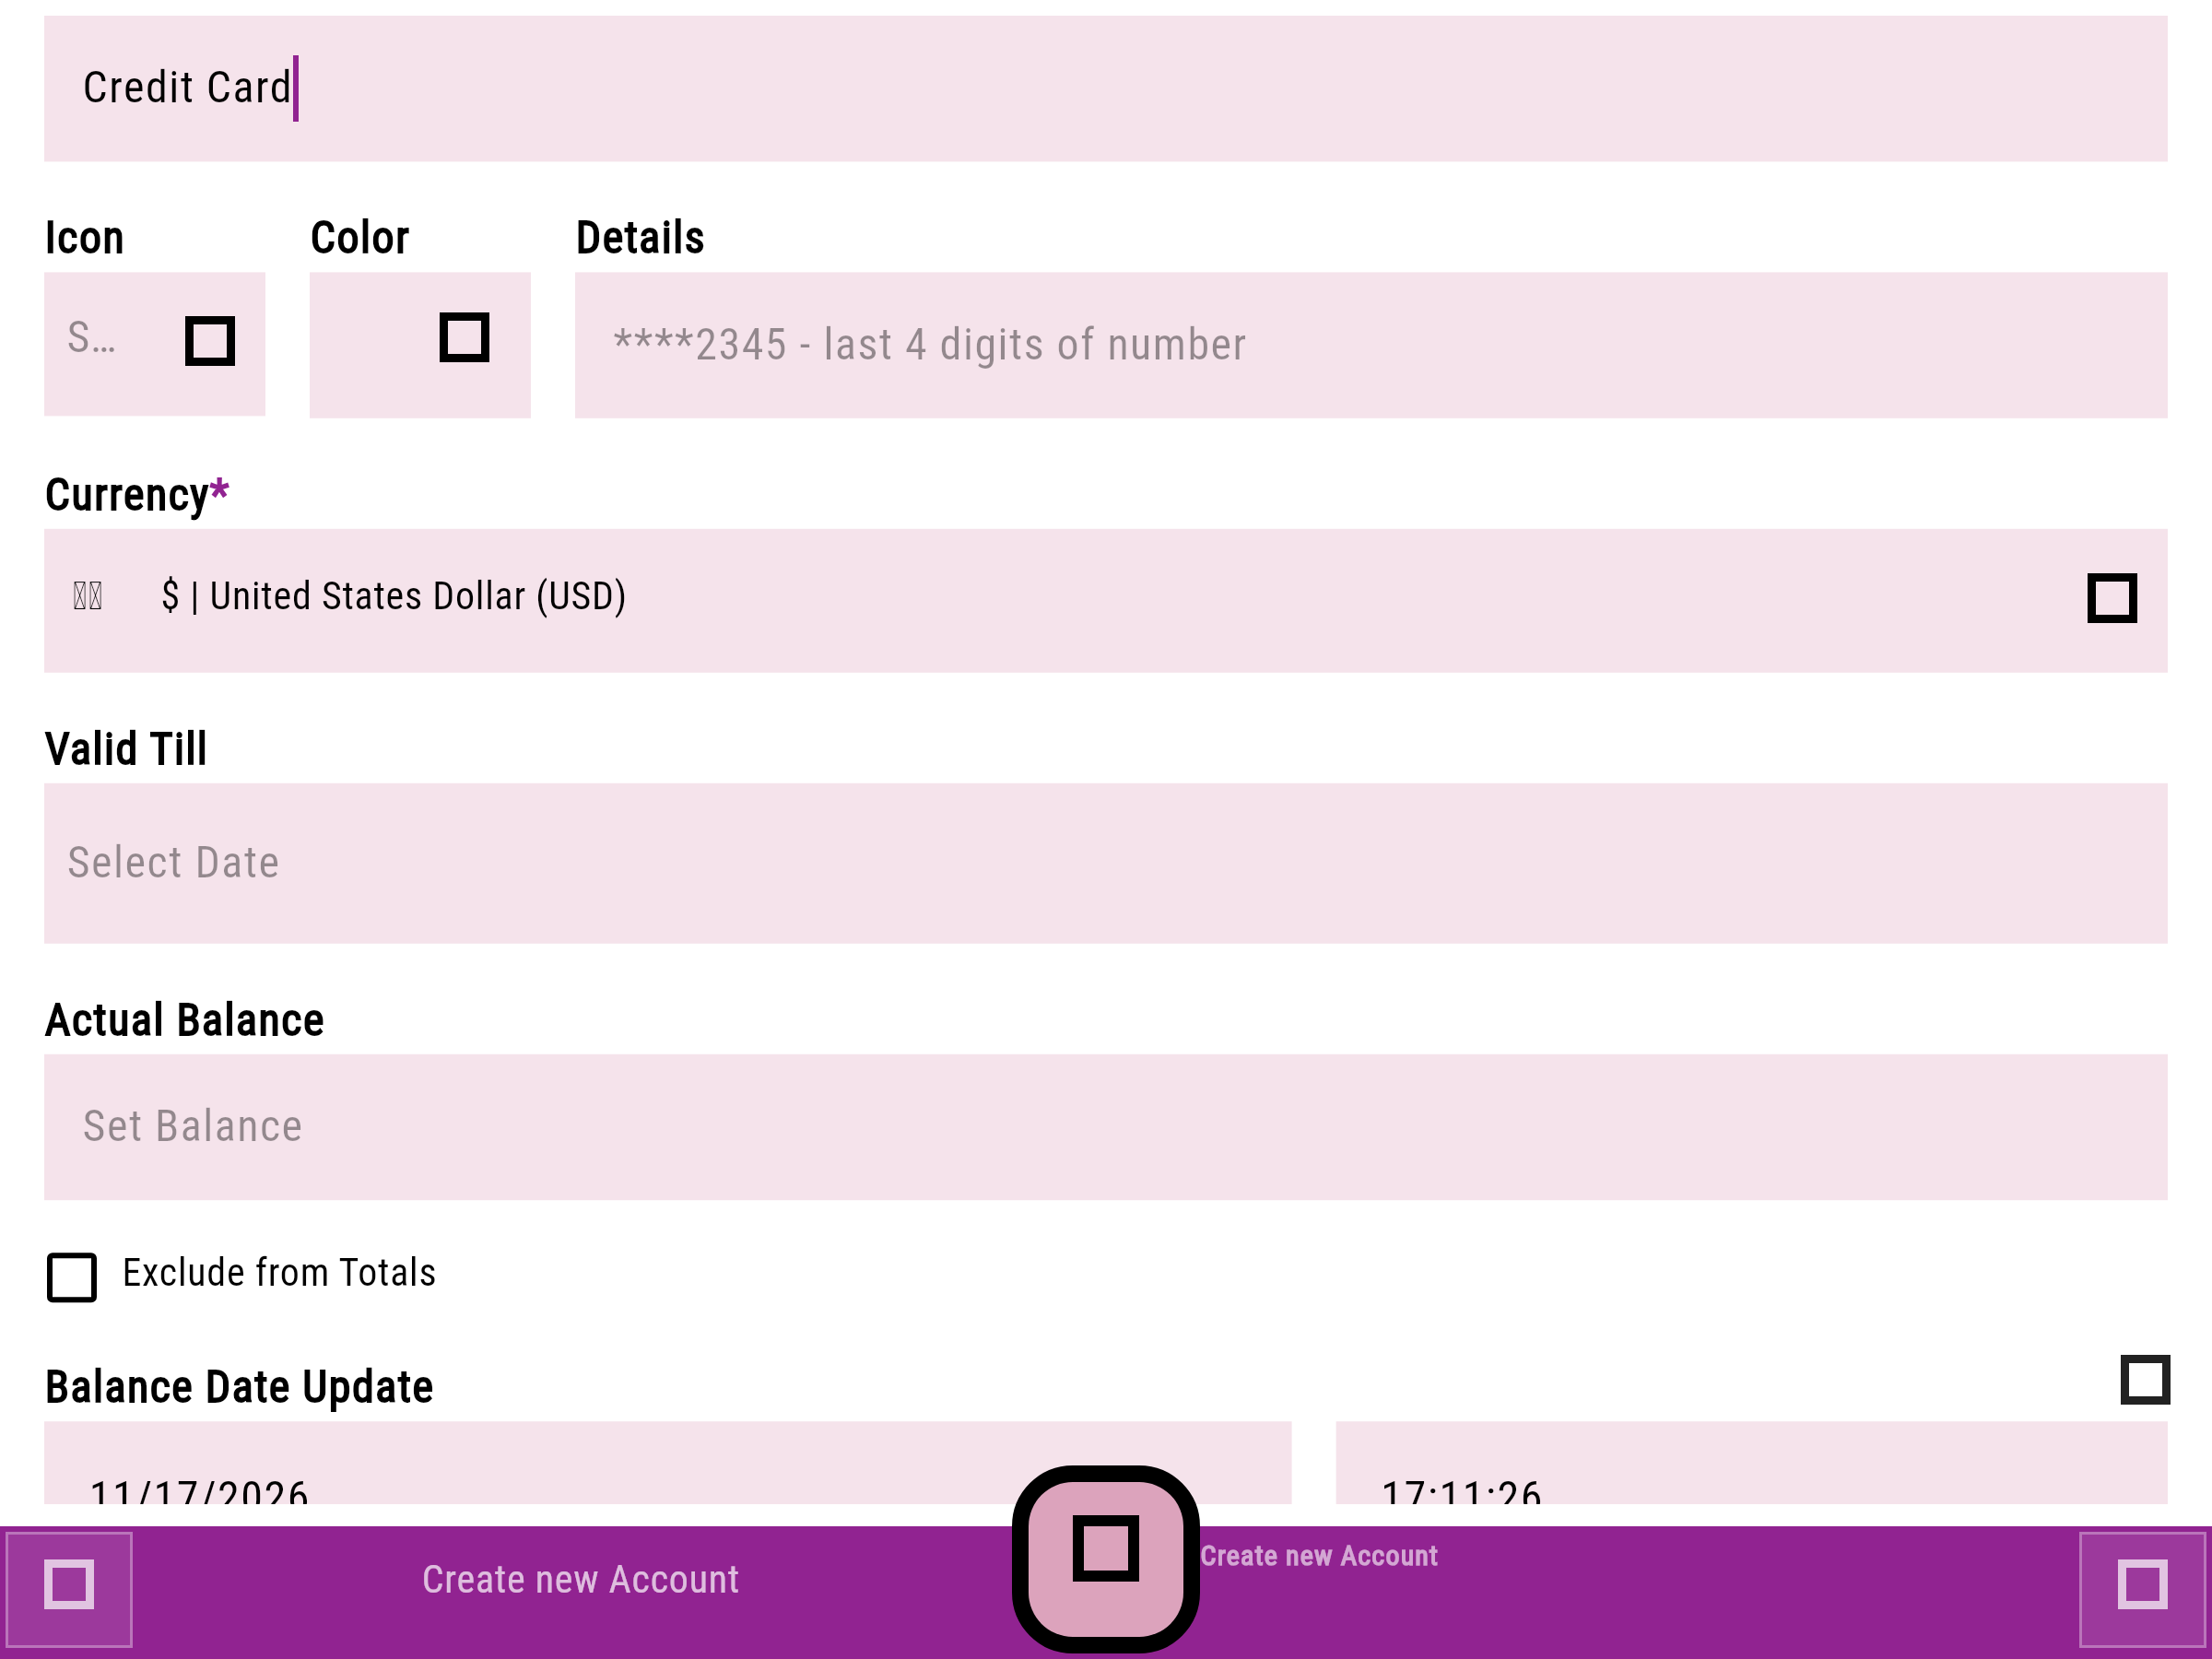 Credit Card
Icon Color Details
S… ****2345 - last 4 digits of number
Currency*
$ | United States Dollar (USD)
Valid Till
Select Date
Actual Balance
Set Balance
Exclude from Totals
Balance Date Update
11/17/2026 17:11:26
Create new Account Create new Account